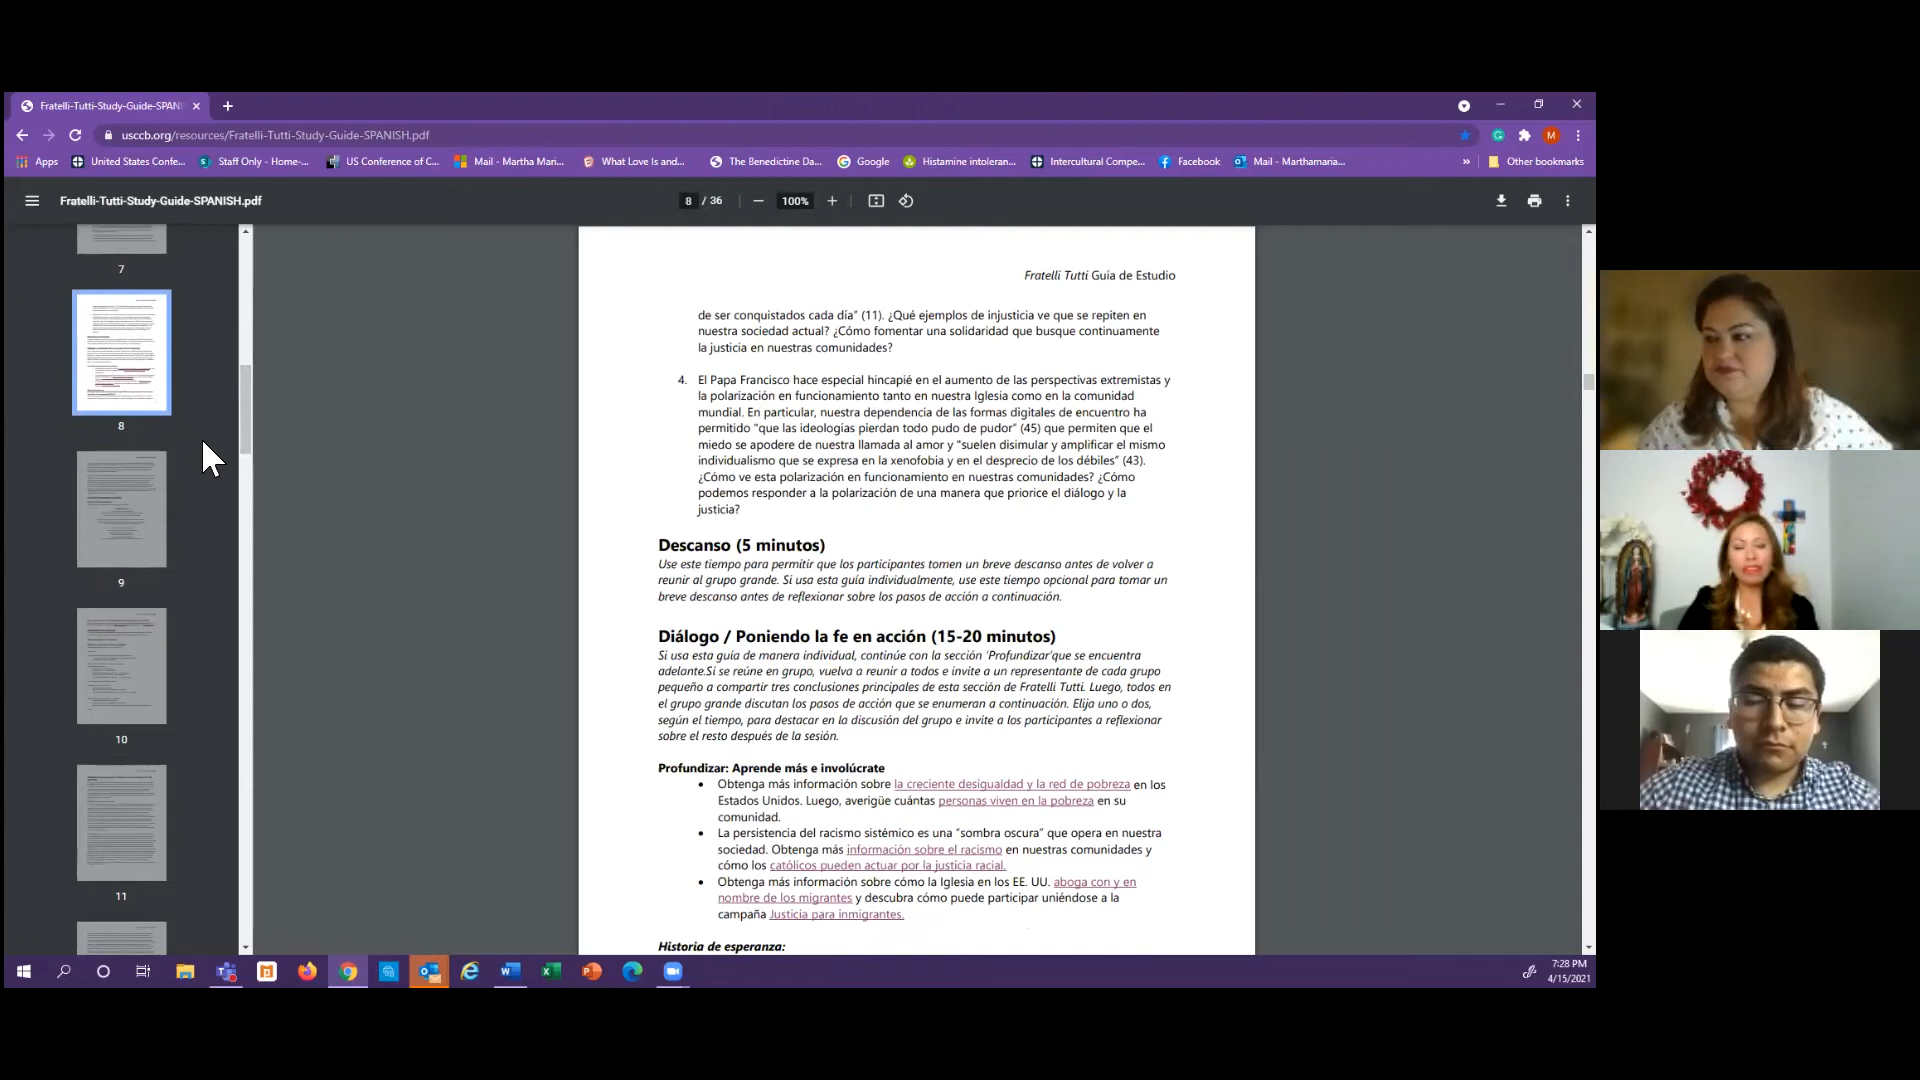 Fratelli-Tutti-Study-Guide-SPANI
usccb.org/resources/Fratelli-Tutti-Study-Guide-SPANISH.pdf
M
Apps
United States Confe...
Staff Only - Home-...
US Conference of C...
Mail - Martha Mari...
What Love Is and...
The Benedictine Da...
Google
Histamine intoleran...
Intercultural Compe...
Facebook
Mail - Marthamaria...
»
Other bookmarks
Fratelli-Tutti-Study-Guide-SPANISH.pdf
8 / 36
100%
7
8
9
10
11
Fratelli Tutti Guía de Estudio
de ser conquistados cada día" (11). ¿Qué ejemplos de injusticia ve que se repiten en
nuestra sociedad actual? ¿Cómo fomentar una solidaridad que busque continuamente
la justicia en nuestras comunidades?
4. El Papa Francisco hace especial hincapié en el aumento de las perspectivas extremistas y
la polarización en funcionamiento tanto en nuestra Iglesia como en la comunidad
mundial. En particular, nuestra dependencia de las formas digitales de encuentro ha
permitido "que las ideologías pierdan todo pudo de pudor" (45) que permiten que el
miedo se apodere de nuestra llamada al amor y "suelen disimular y amplificar el mismo
individualismo que se expresa en la xenofobia y en el desprecio de los débiles" (43).
¿Cómo ve esta polarización en funcionamiento en nuestras comunidades? ¿Cómo
podemos responder a la polarización de una manera que priorice el diálogo y la
justicia?
Descanso (5 minutos)
Use este tiempo para permitir que los participantes tomen un breve descanso antes de volver a
reunir al grupo grande. Si usa esta guía individualmente, use este tiempo opcional para tomar un
breve descanso antes de reflexionar sobre los pasos de acción a continuación.
Diálogo / Poniendo la fe en acción (15-20 minutos)
Si usa esta guía de manera individual, continúe con la sección 'Profundizar'que se encuentra
adelante.Si se reúne en grupo, vuelva a reunir a todos e invite a un representante de cada grupo
pequeño a compartir tres conclusiones principales de esta sección de Fratelli Tutti. Luego, todos en
el grupo grande discutan los pasos de acción que se enumeran a continuación. Elija uno o dos,
según el tiempo, para destacar en la discusión del grupo e invite a los participantes a reflexionar
sobre el resto después de la sesión.
Profundizar: Aprende más e involúcrate
• Obtenga más información sobre la creciente desigualdad y la red de pobreza en los
Estados Unidos. Luego, averigüe cuántas personas viven en la pobreza en su
comunidad.
• La persistencia del racismo sistémico es una "sombra oscura" que opera en nuestra
sociedad. Obtenga más información sobre el racismo en nuestras comunidades y
cómo los católicos pueden actuar por la justicia racial.
• Obtenga más información sobre cómo la Iglesia en los EE. UU. aboga con y en
nombre de los migrantes y descubra cómo puede participar uniéndose a la
campaña Justicia para inmigrantes.
Historia de esperanza:
7:28 PM
4/15/2021